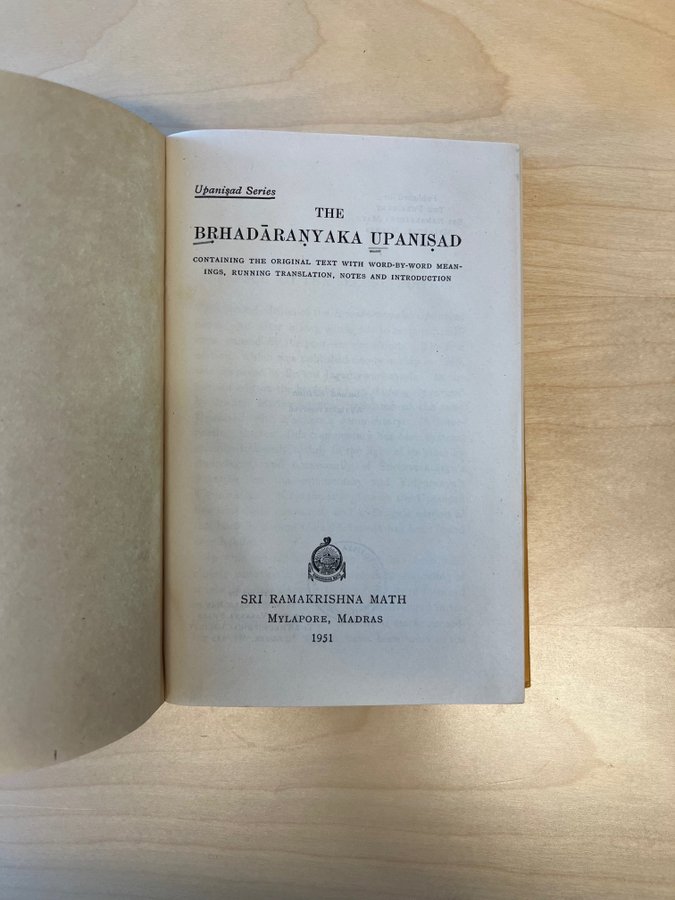 Upaniṣad Series
THE
BRHADĀRAṆYAKA UPANIṢAD
CONTAINING THE ORIGINAL TEXT WITH WORD-BY-WORD MEAN-
INGS, RUNNING TRANSLATION, NOTES AND INTRODUCTION
SRI RAMAKRISHNA MATH
MYLAPORE, MADRAS
1951